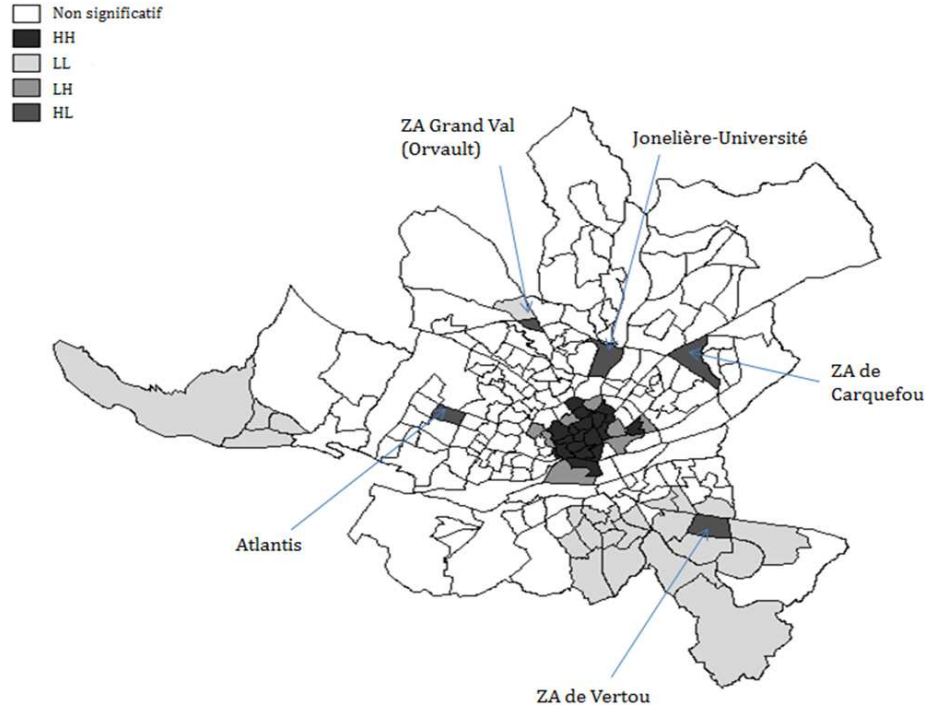 Non significatif
HH
LL
LH
HL
ZA Grand Val
(Orvault)
Jonelière-Université
ZA de
Carquefou
Atlantis
ZA de Vertou